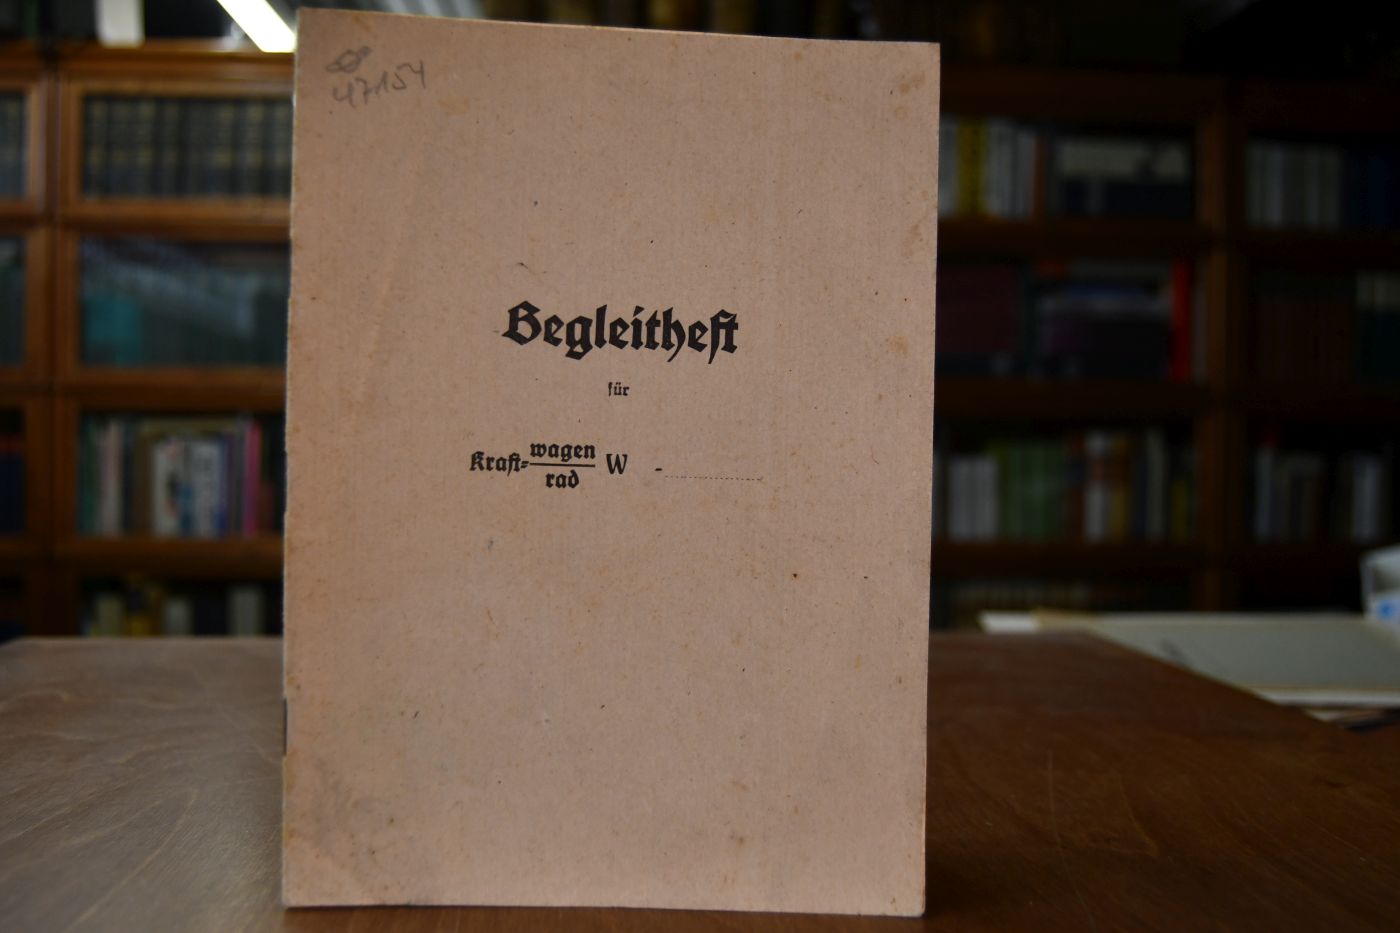 47154
Begleitheft
für
Kraft-wagen/rad W -